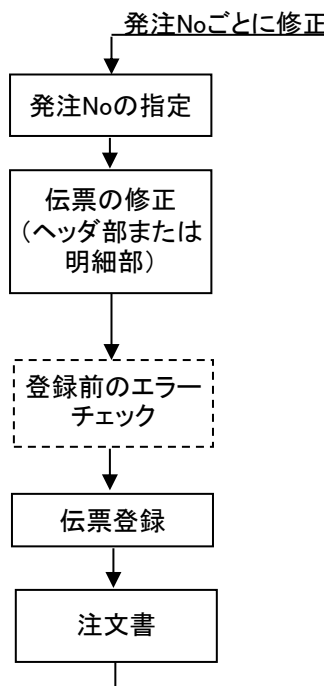 発注Noごとに修正
発注Noの指定
伝票の修正
（ヘッダ部または
明細部）
登録前のエラー
チェック
伝票登録
注文書